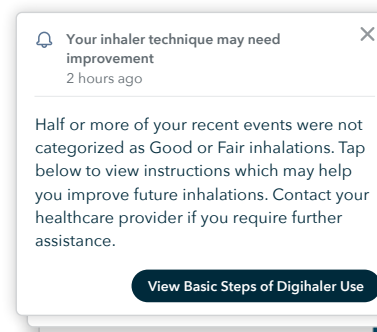 Your inhaler technique may need
improvement
2 hours ago
Half or more of your recent events were not
categorized as Good or Fair inhalations. Tap
below to view instructions which may help
you improve future inhalations. Contact your
healthcare provider if you require further
assistance.
View Basic Steps of Digihaler Use